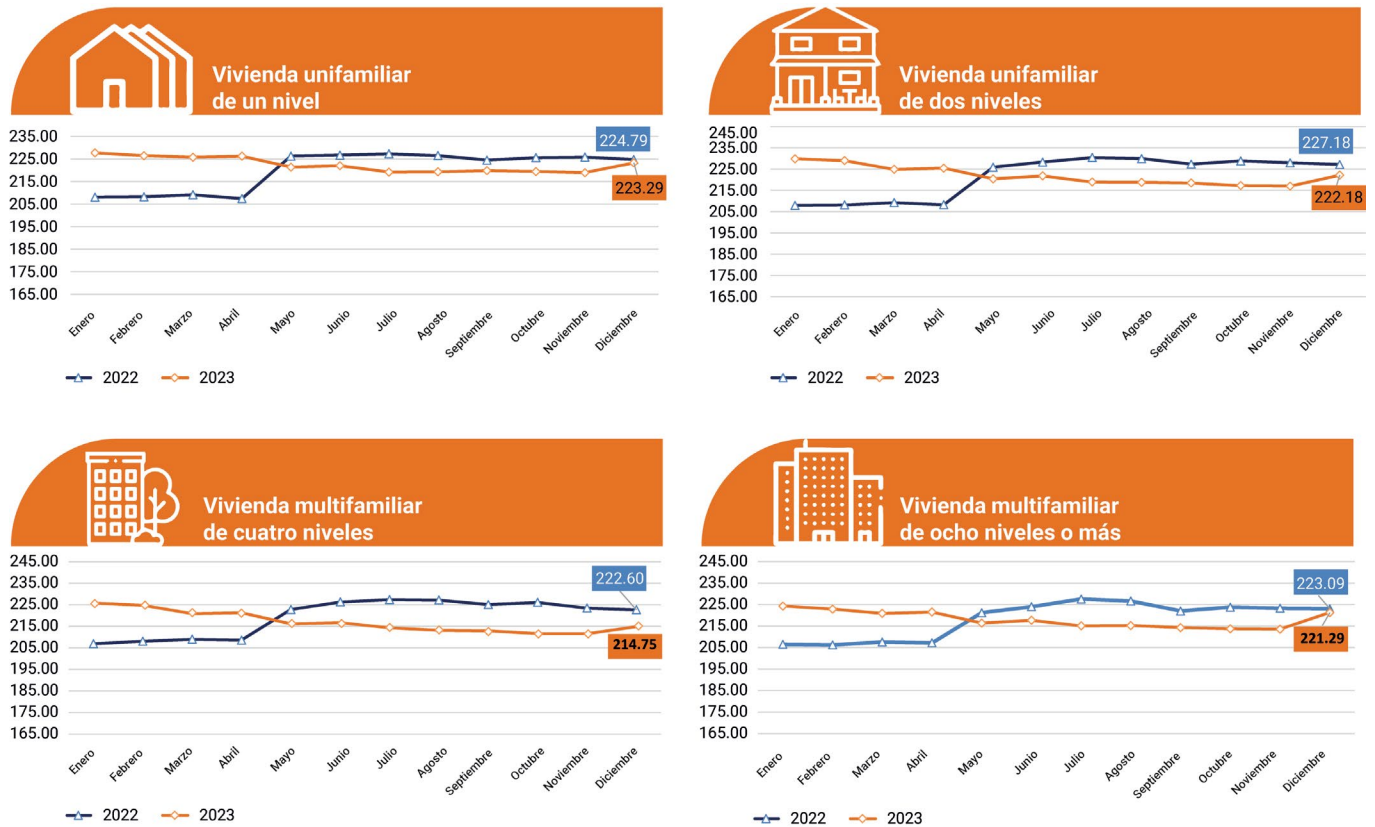 Vivienda unifamiliar
de un nivel
235.00
225.00
215.00
205.00
195.00
185.00
175.00
165.00
224.79
223.29
Enero
Febrero
Marzo
Abril
Mayo
Junio
Julio
Agosto
Septiembre
Octubre
Noviembre
Diciembre
2022 2023
Vivienda unifamiliar
de dos niveles
245.00
235.00
225.00
215.00
205.00
195.00
185.00
175.00
165.00
227.18
222.18
Enero
Febrero
Marzo
Abril
Mayo
Junio
Julio
Agosto
Septiembre
Octubre
Noviembre
Diciembre
2022 2023
Vivienda multifamiliar
de cuatro niveles
245.00
235.00
225.00
215.00
205.00
195.00
185.00
175.00
165.00
222.60
214.75
Enero
Febrero
Marzo
Abril
Mayo
Junio
Julio
Agosto
Septiembre
Octubre
Noviembre
Diciembre
2022 2023
Vivienda multifamiliar
de ocho niveles o más
245.00
235.00
225.00
215.00
205.00
195.00
185.00
175.00
165.00
223.09
221.29
Enero
Febrero
Marzo
Abril
Mayo
Junio
Julio
Agosto
Septiembre
Octubre
Noviembre
Diciembre
2022 2023